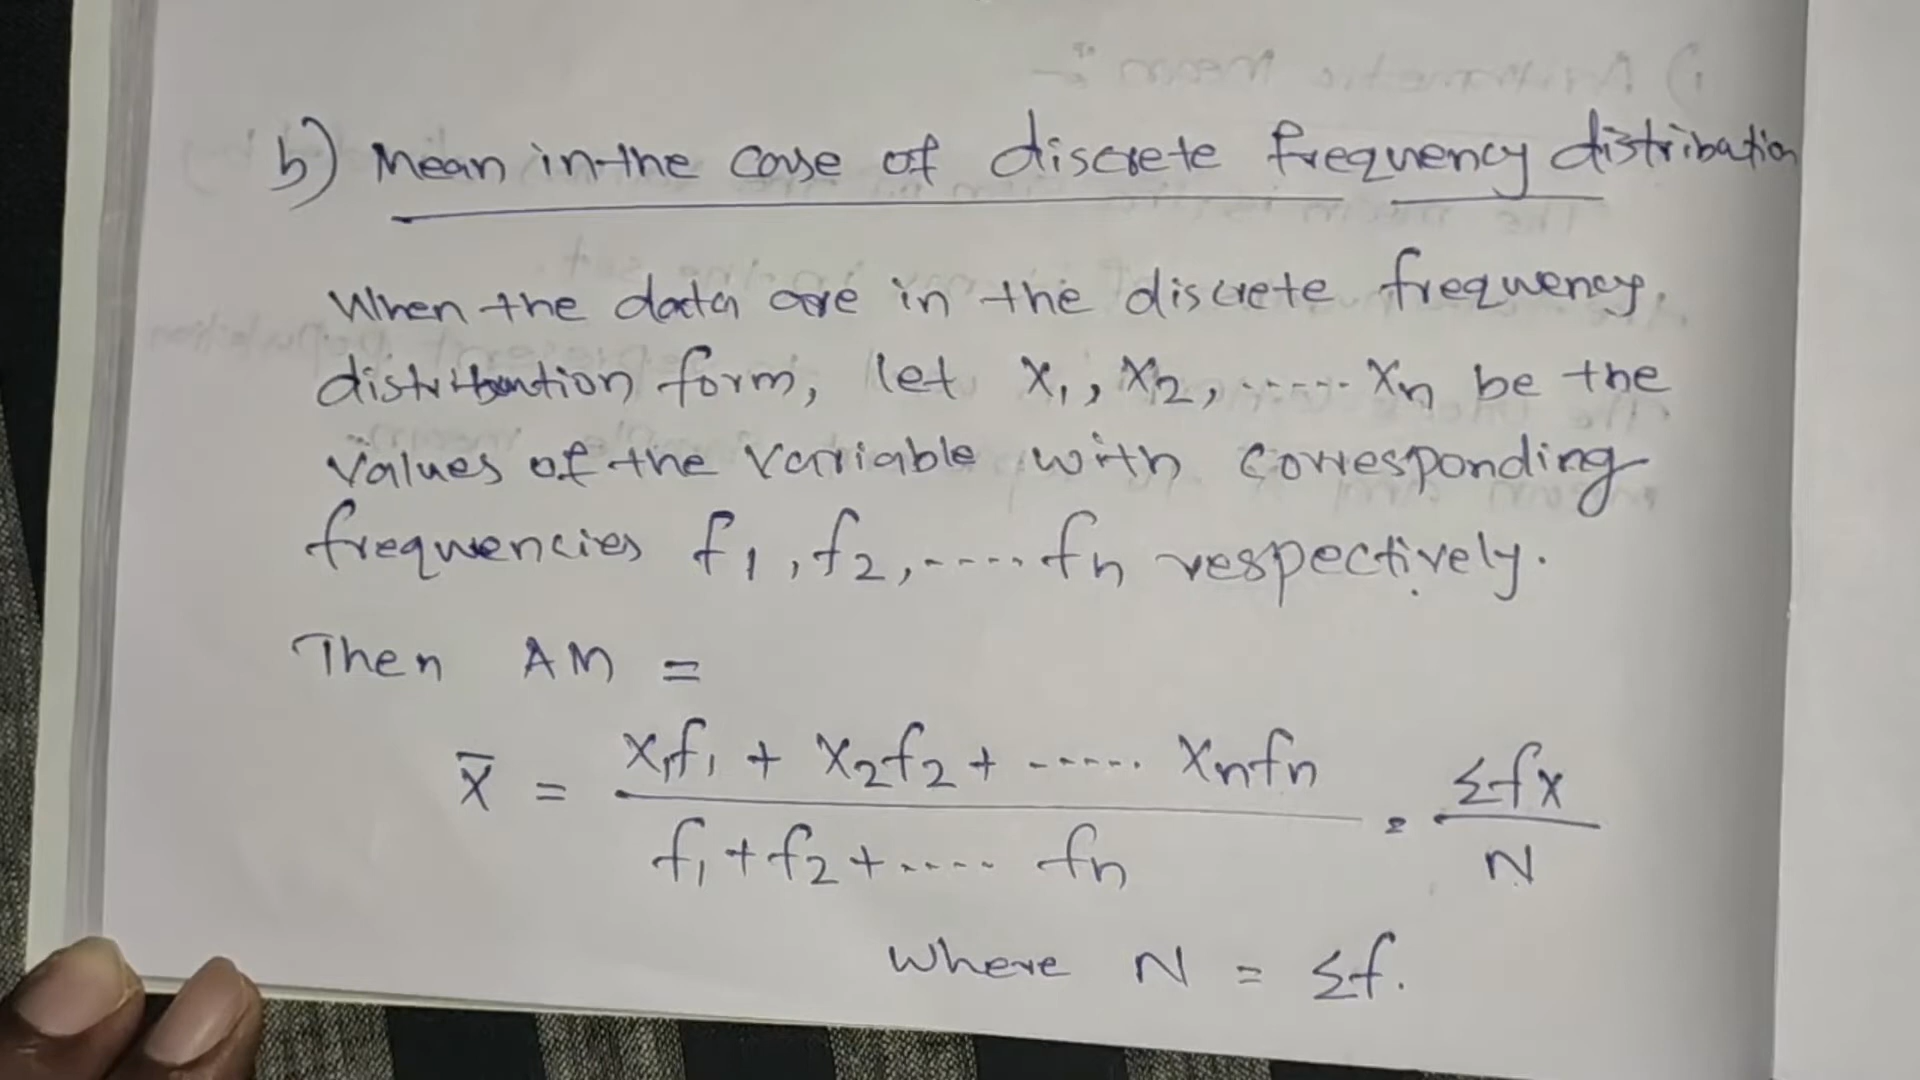 b) Mean in the case of discrete frequency distribution
When the data are in the discrete frequency
distribution form, let x1, x2, ...... xn be the
values of the variable with corresponding
frequencies f1, f2, ..... fn respectively.
Then AM =
x̄ = (x1f1 + x2f2 + ...... xnfn) / (f1 + f2 + ..... fn) = Σfx / N
where N = Σf.